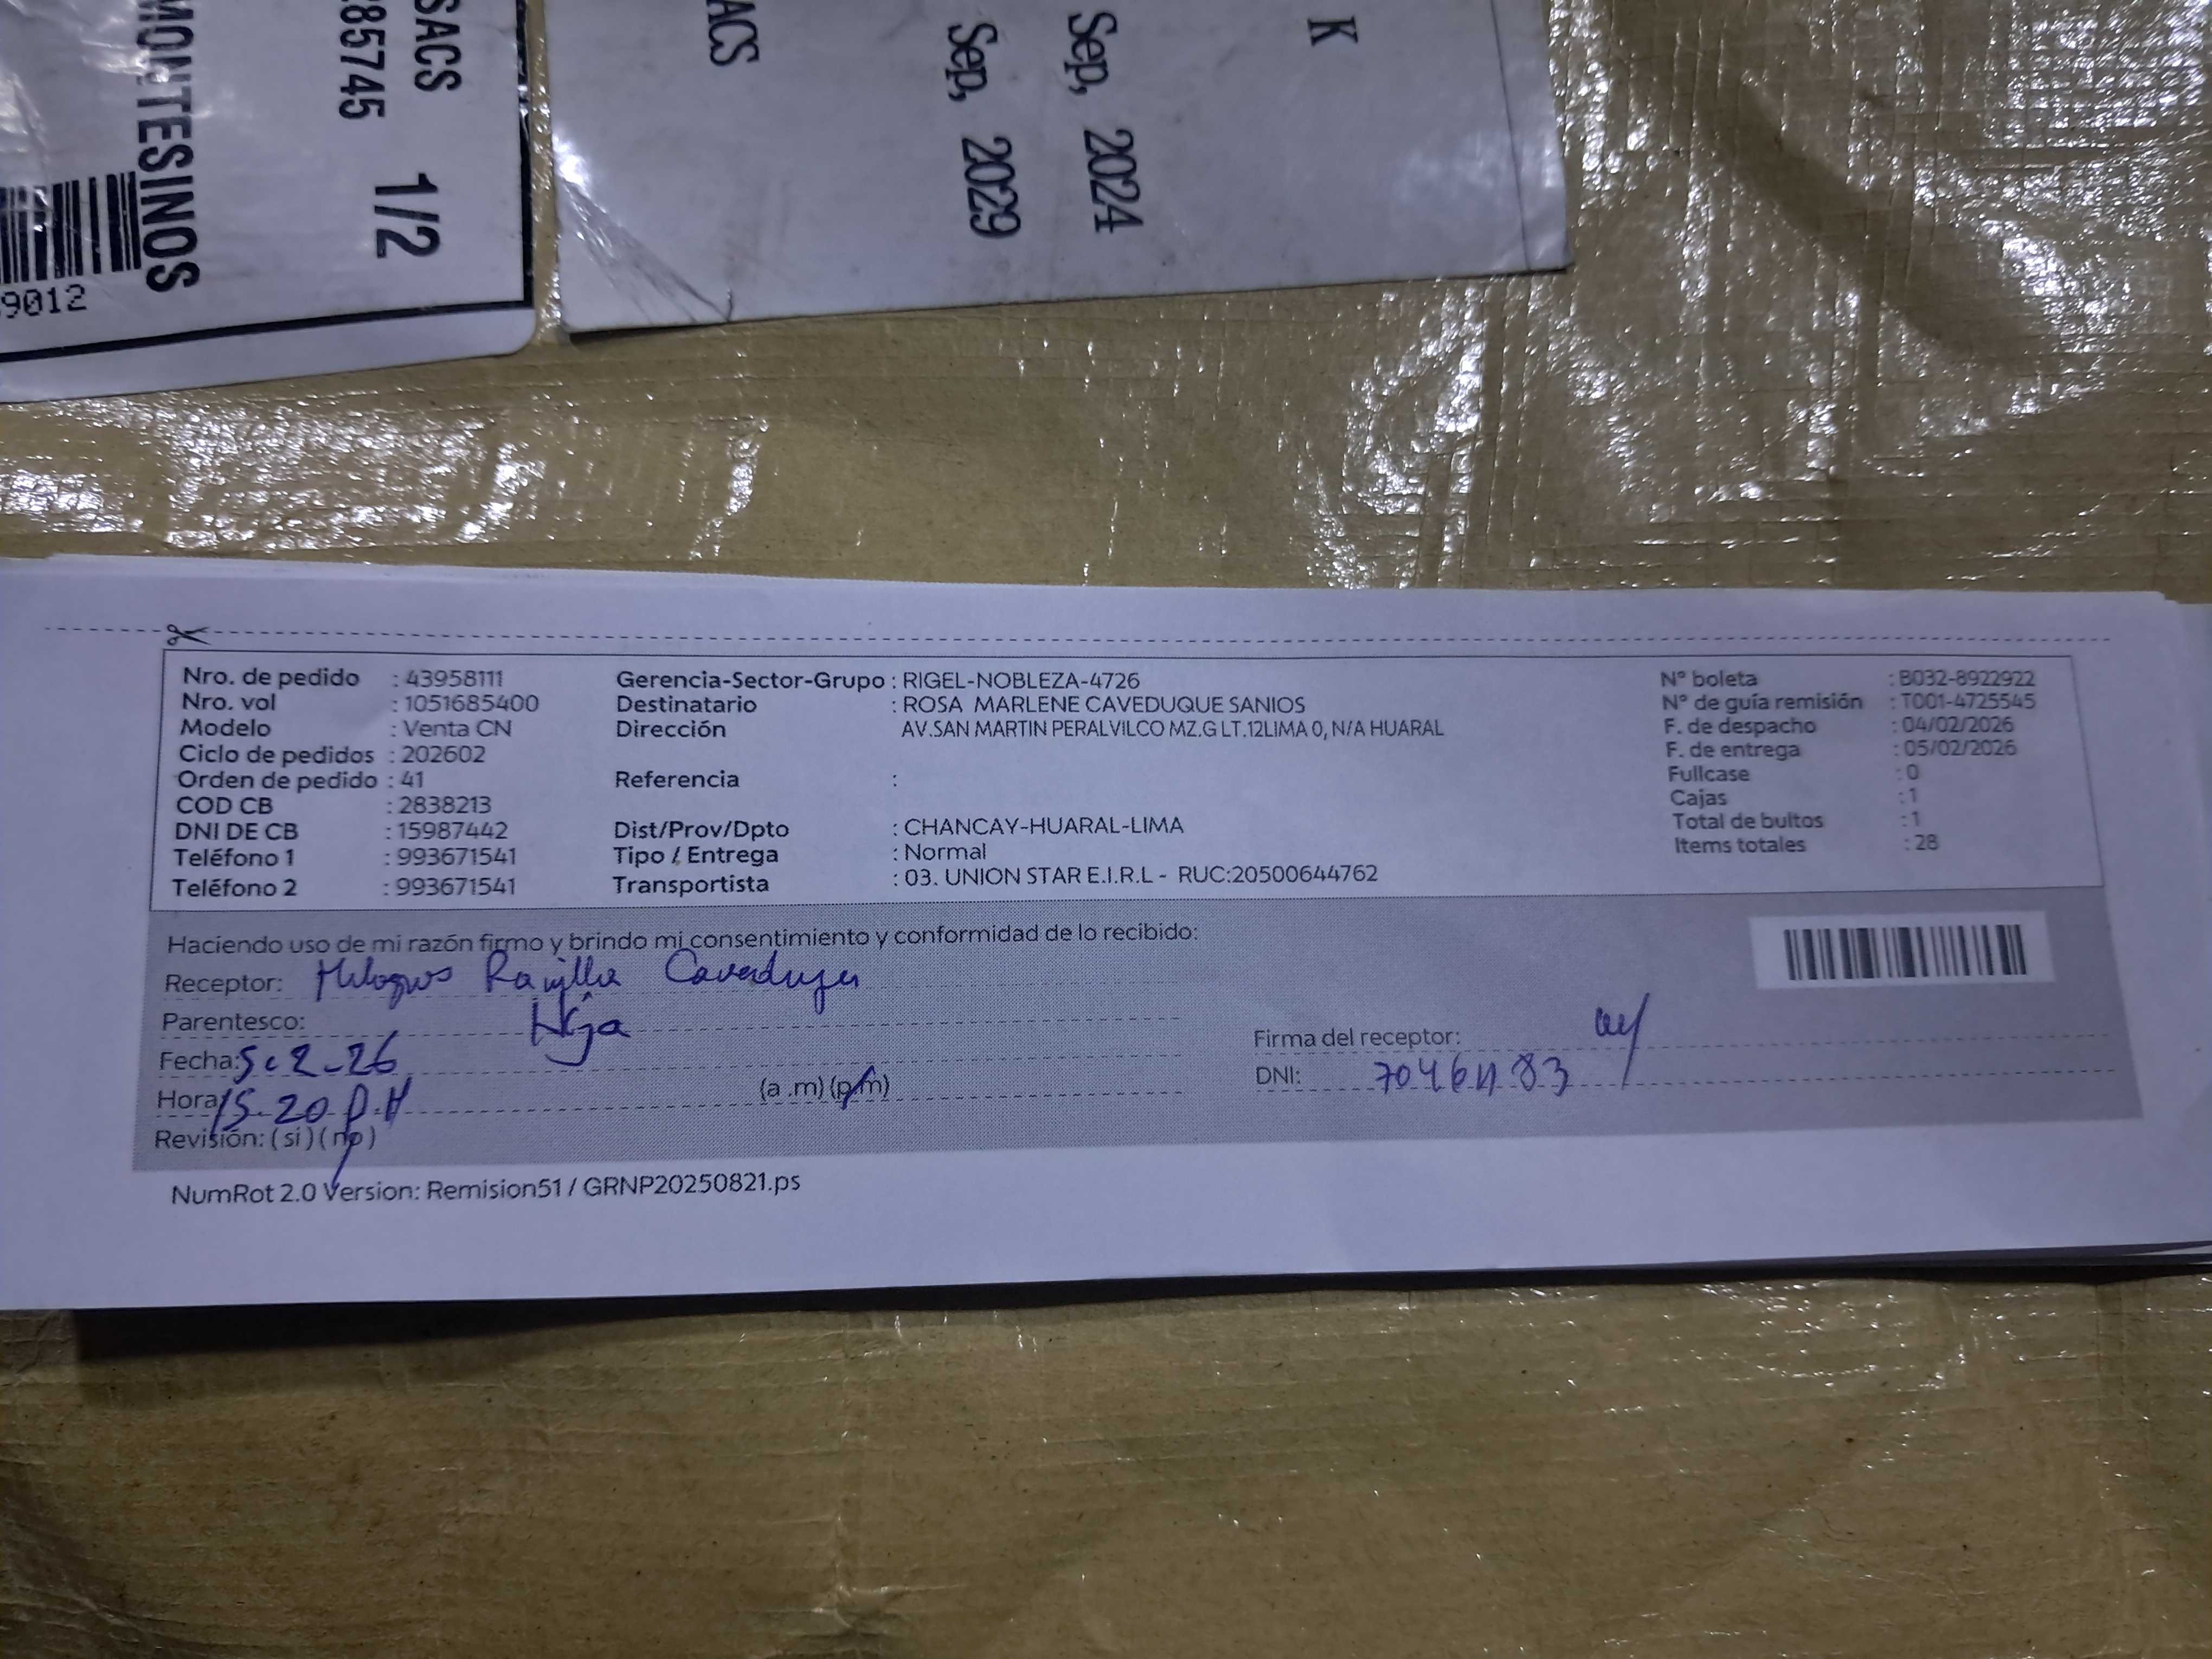 SACS
285745 1/2
MONTESINOS
9012
ACS
Sep, 2029
Sep, 2024
K
Nro. de pedido : 43958111 Gerencia-Sector-Grupo : RIGEL-NOBLEZA-4726 N° boleta : B032-8922922
Nro. vol : 1051685400 Destinatario : ROSA MARLENE CAVEDUQUE SANIOS N° de guía remisión : T001-4725545
Modelo : Venta CN Dirección AV.SAN MARTIN PERALVILCO MZ.G LT.12LIMA 0, N/A HUARAL F. de despacho : 04/02/2026
Ciclo de pedidos : 202602 F. de entrega : 05/02/2026
Orden de pedido : 41 Referencia : Fullcase : 0
COD CB : 2838213 Cajas : 1
DNI DE CB : 15987442 Dist/Prov/Dpto : CHANCAY-HUARAL-LIMA Total de bultos : 1
Teléfono 1 : 993671541 Tipo / Entrega : Normal Items totales : 28
Teléfono 2 : 993671541 Transportista : 03. UNION STAR E.I.R.L - RUC:20500644762
Haciendo uso de mi razón firmo y brindo mi consentimiento y conformidad de lo recibido:
Receptor: Milagros
Parentesco: Hija
Firma del receptor:
Fecha: 5-2-26
DNI:
Hora 15-20 P.M (a .m) (p.m)
Revisión: ( si ) ( no )
NumRot 2.0 Version: Remision51 / GRNP20250821.ps